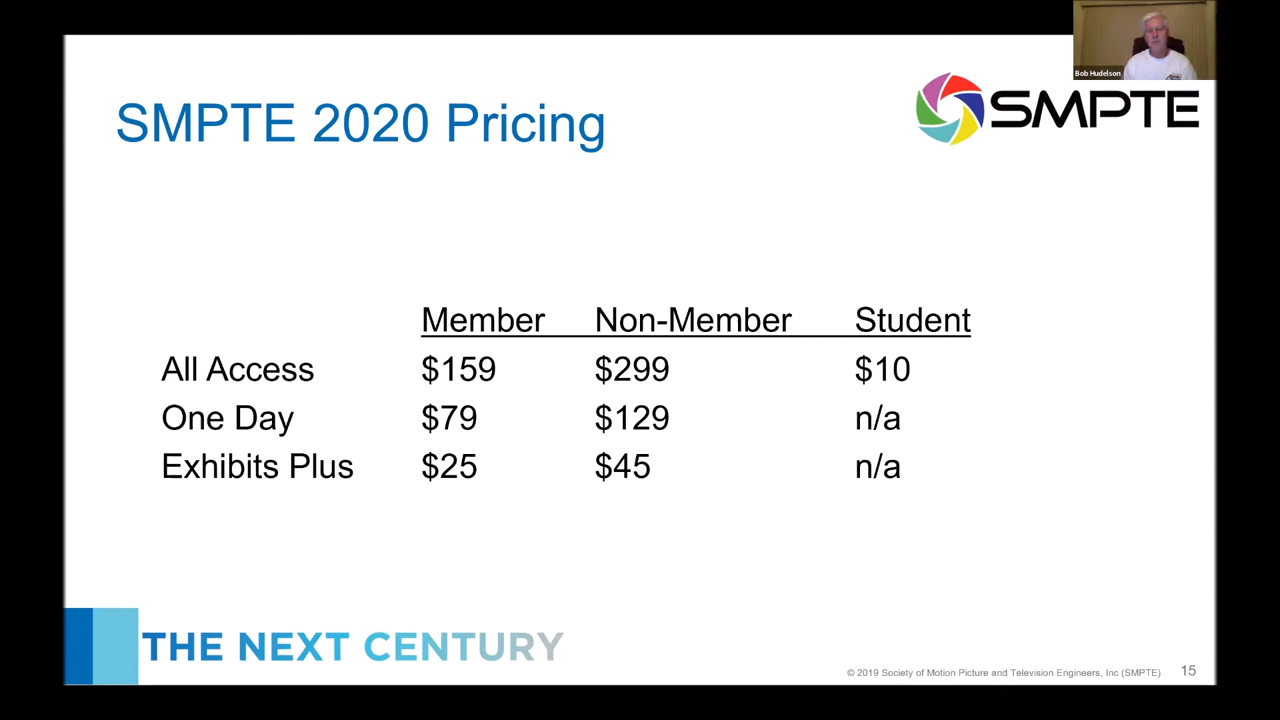 Bob Hudelson
SMPTE
SMPTE 2020 Pricing
Member Non-Member Student
All Access $159 $299 $10
One Day $79 $129 n/a
Exhibits Plus $25 $45 n/a
THE NEXT CENTURY
© 2019 Society of Motion Picture and Television Engineers, Inc (SMPTE) 15